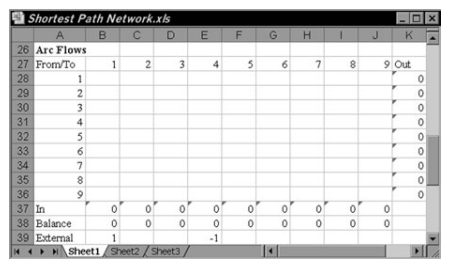 Shortest Path Network.xls
A B C D E F G H I J K
26 Arc Flows
27 From/To 1 2 3 4 5 6 7 8 9 Out
28 1 0
29 2 0
30 3 0
31 4 0
32 5 0
33 6 0
34 7 0
35 8 0
36 9 0
37 In 0 0 0 0 0 0 0 0 0
38 Balance 0 0 0 0 0 0 0 0 0
39 External 1 -1
Sheet1 Sheet2 Sheet3